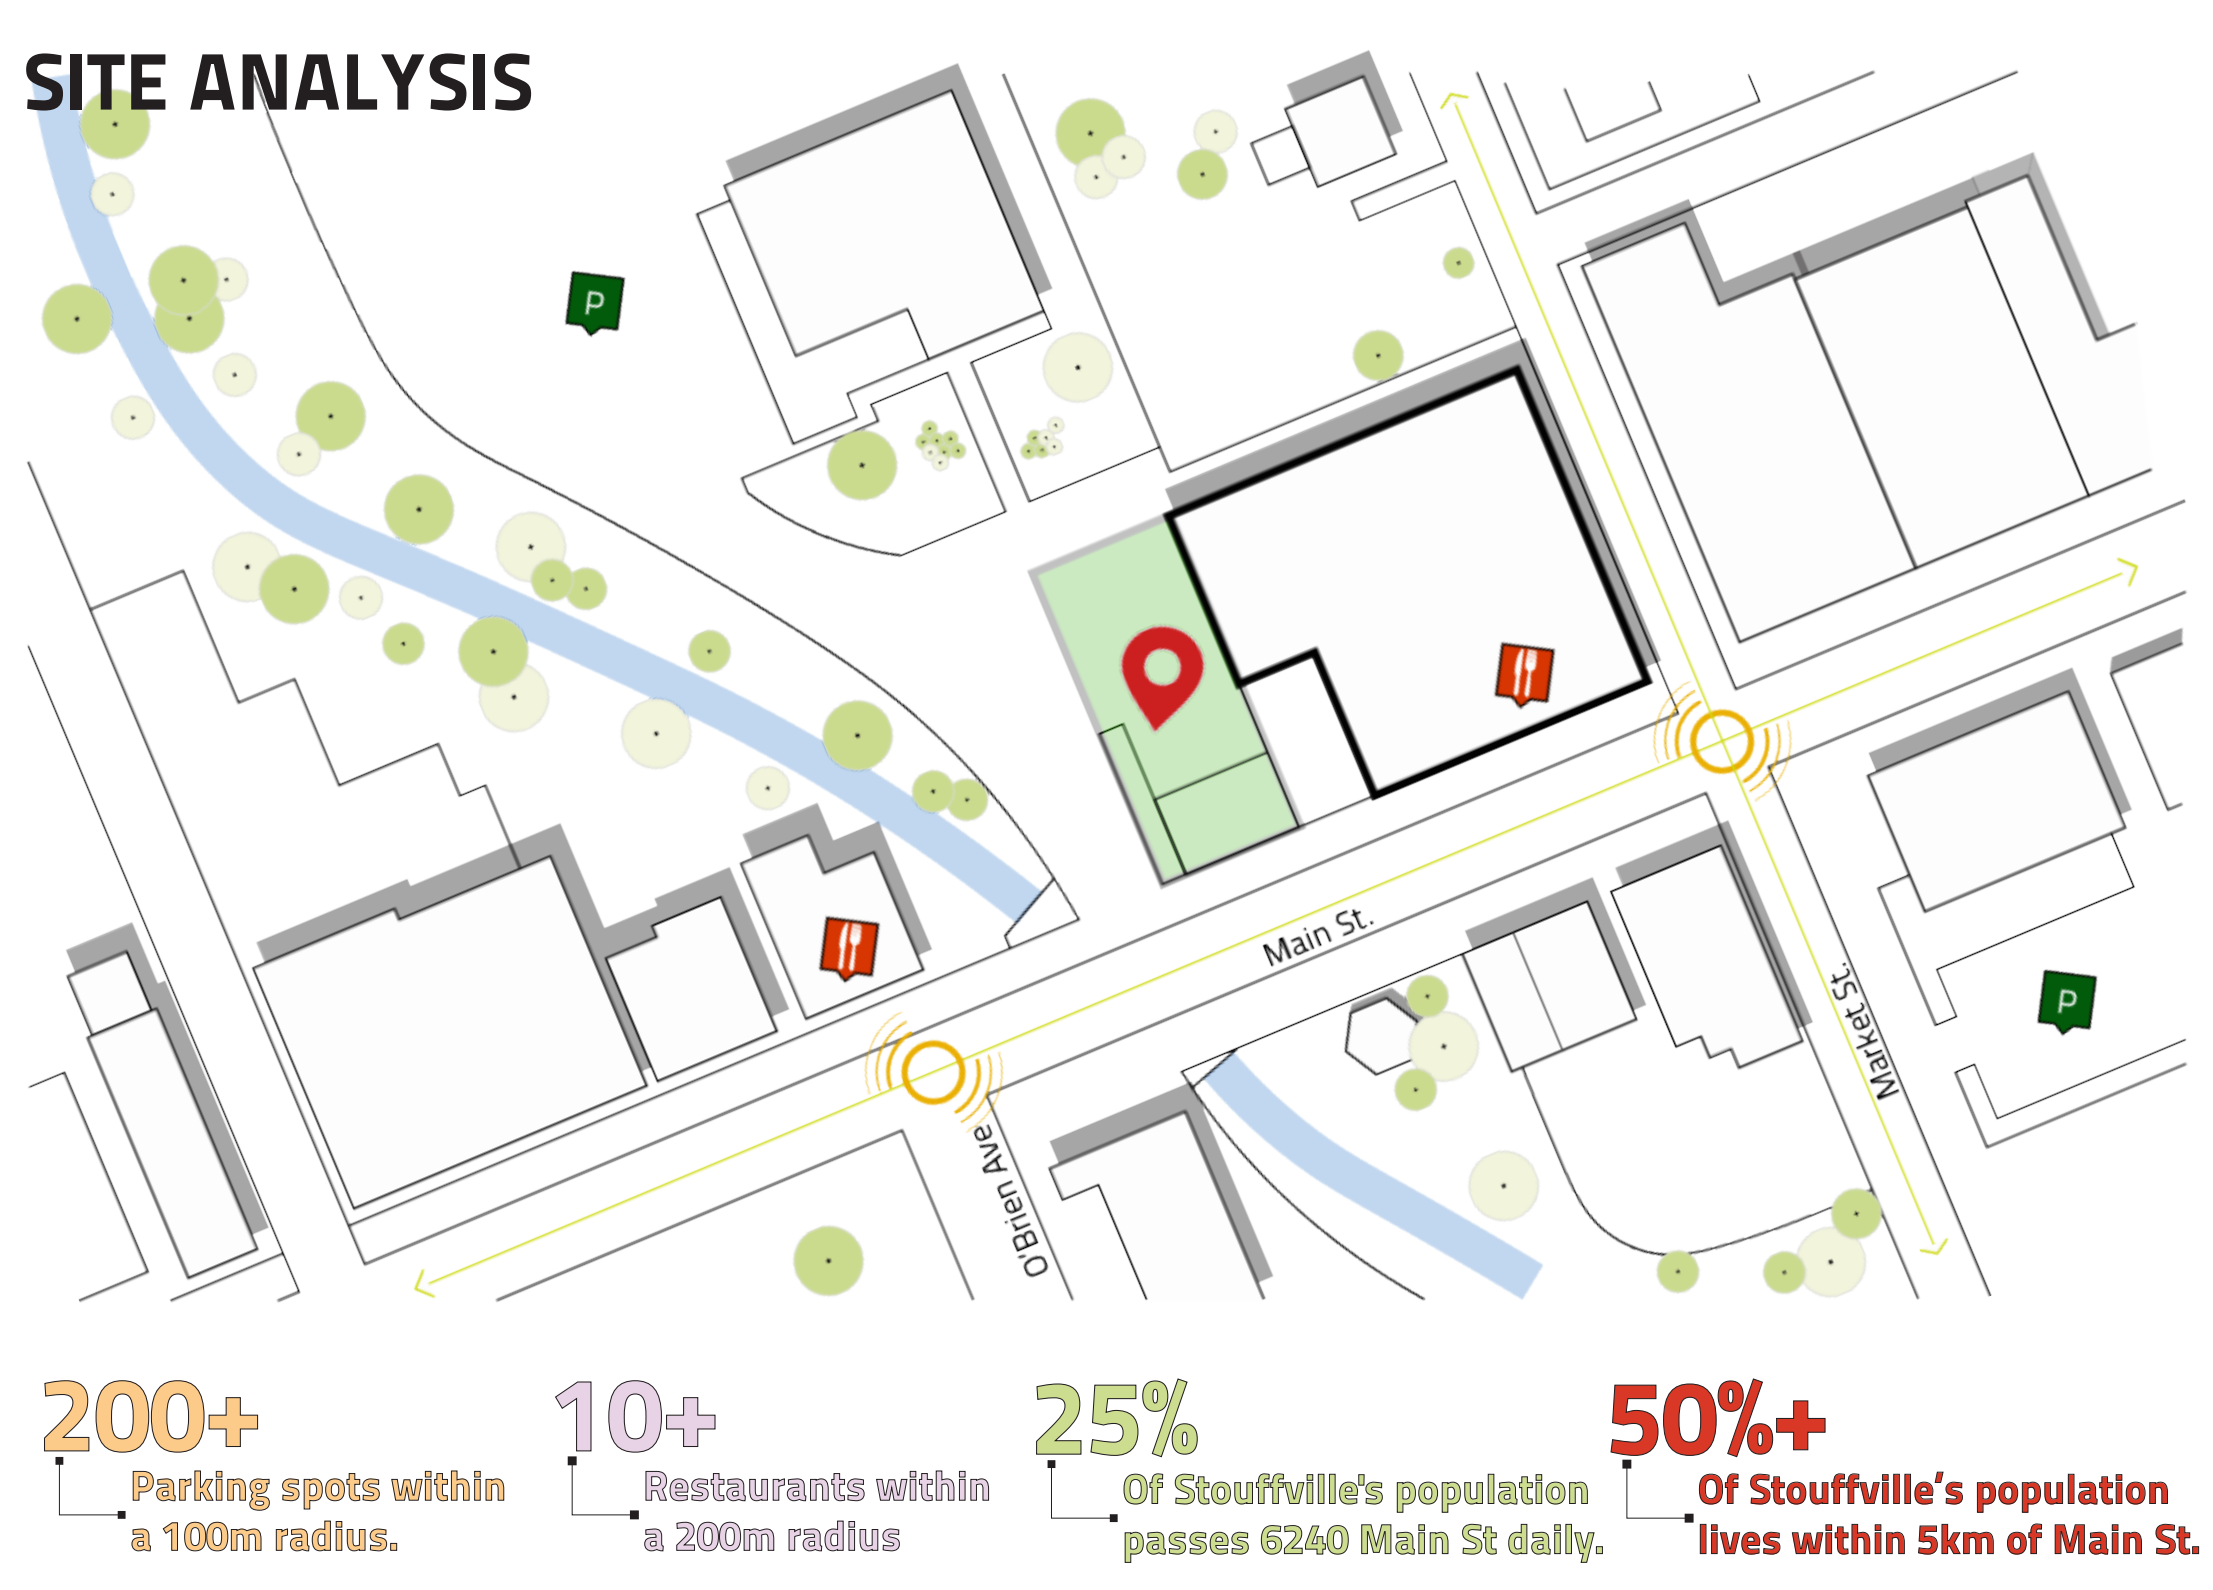 SITE ANALYSIS
P
Main St.
Market St.
P
O'Brien Ave
200+
Parking spots within
a 100m radius.
10+
Restaurants within
a 200m radius
25%
Of Stouffville's population
passes 6240 Main St daily.
50%+
Of Stouffville’s population
lives within 5km of Main St.